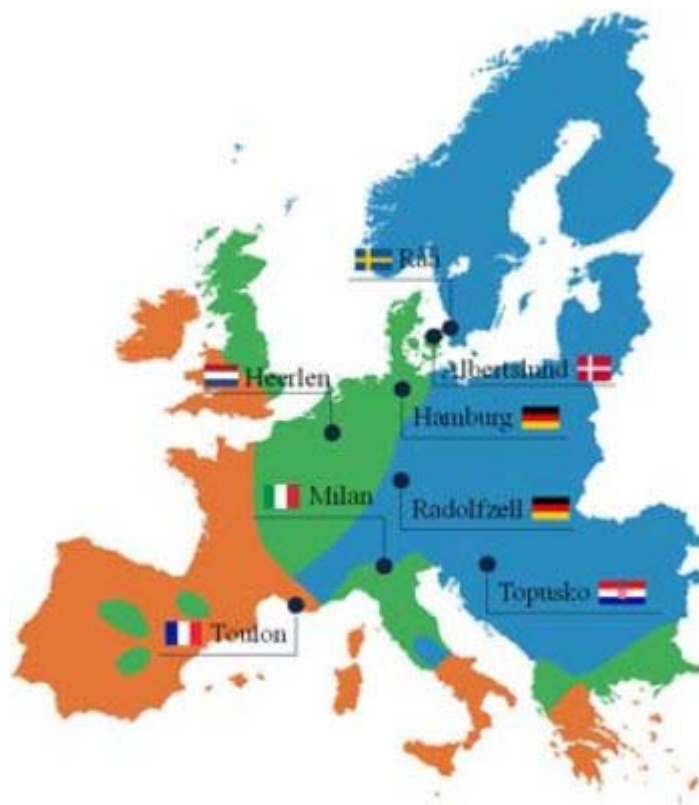 Råå
Heerlen
Albertslund
Hamburg
Milan
Radolfzell
Topusko
Toulon